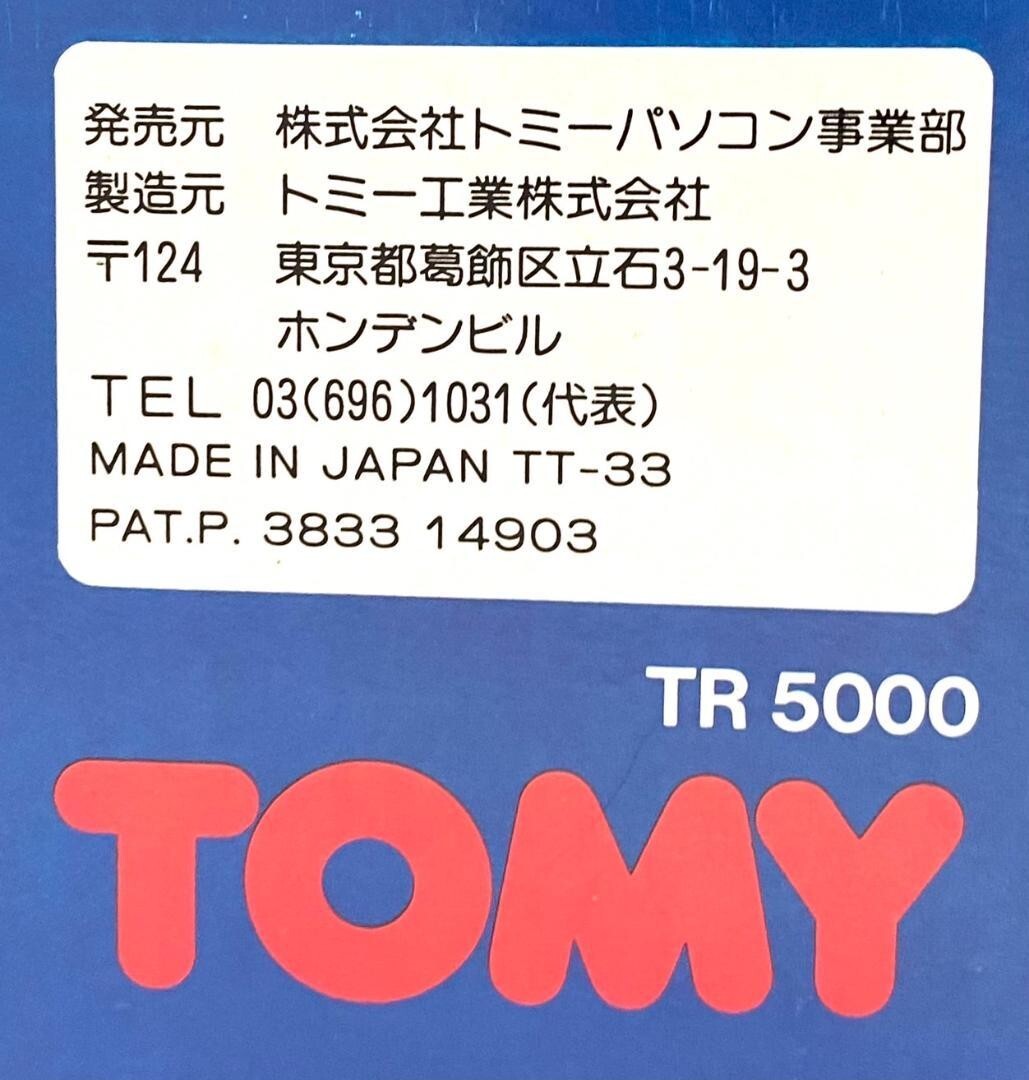 発売元 株式会社トミーパソコン事業部
製造元 トミー工業株式会社
〒124 東京都葛飾区立石3-19-3
ホンデンビル
TEL 03(696)1031(代表)
MADE IN JAPAN TT-33
PAT.P. 3833 14903
TR 5000
TOMY